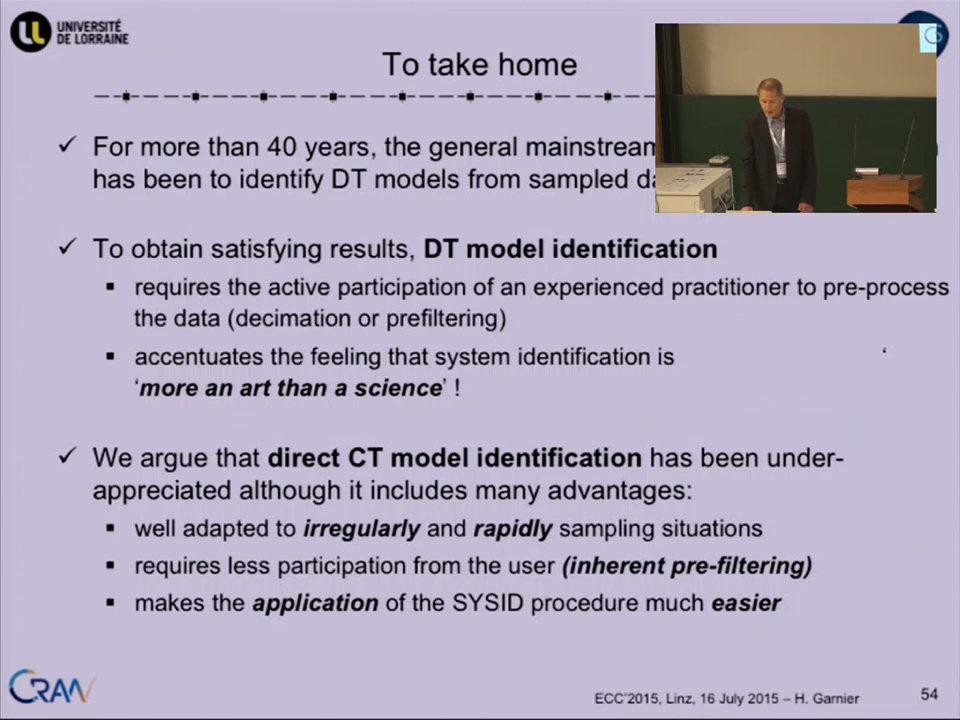 UNIVERSITÉ
DE LORRAINE
To take home
✓ For more than 40 years, the general mainstream
has been to identify DT models from sampled
✓ To obtain satisfying results, DT model identification
▪ requires the active participation of an experienced practitioner to pre-process
the data (decimation or prefiltering)
▪ accentuates the feeling that system identification is
‘more an art than a science’ !
✓ We argue that direct CT model identification has been under-
appreciated although it includes many advantages:
▪ well adapted to irregularly and rapidly sampling situations
▪ requires less participation from the user (inherent pre-filtering)
▪ makes the application of the SYSID procedure much easier
CRAN
ECC'2015, Linz, 16 July 2015 – H. Garnier
54